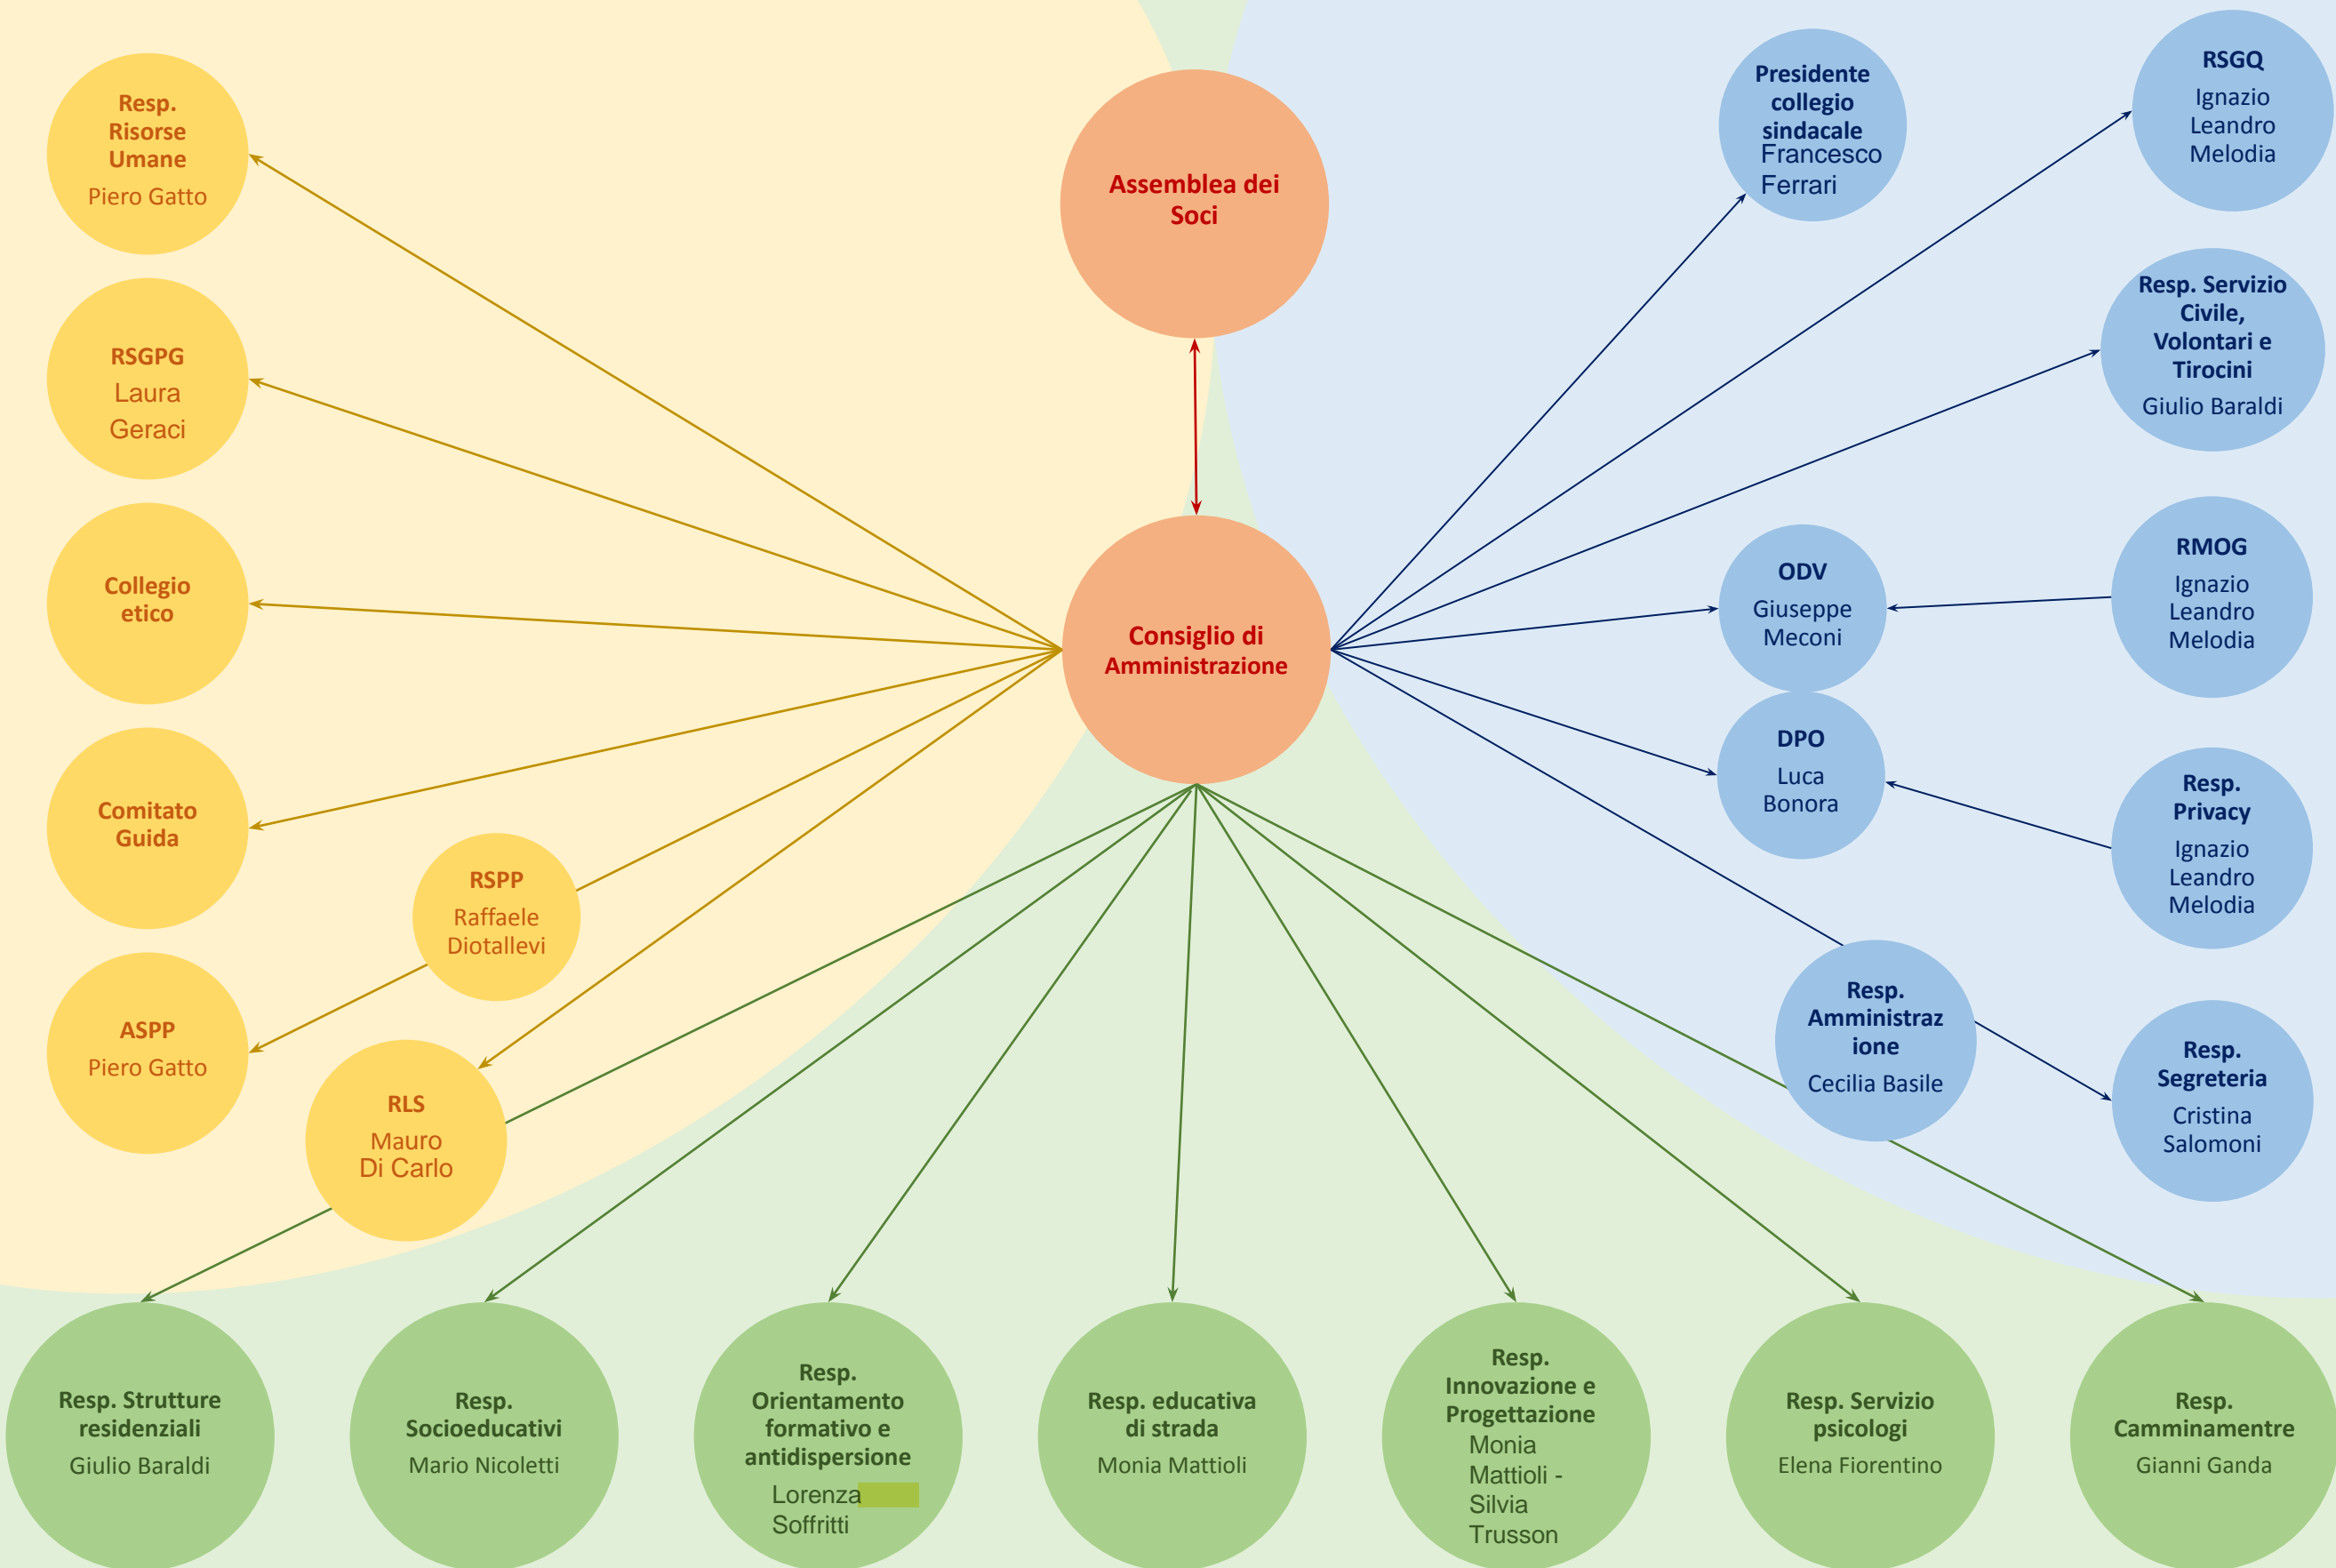 Assemblea dei
Soci
Consiglio di
Amministrazione
Resp.
Risorse
Umane
Piero Gatto
RSGPG
Laura
Geraci
Collegio
etico
Comitato
Guida
RSPP
Raffaele
Diotallevi
ASPP
Piero Gatto
RLS
Mauro
Di Carlo
Presidente
collegio
sindacale
Francesco
Ferrari
RSGQ
Ignazio
Leandro
Melodia
Resp. Servizio
Civile,
Volontari e
Tirocini
Giulio Baraldi
ODV
Giuseppe
Meconi
RMOG
Ignazio
Leandro
Melodia
DPO
Luca
Bonora
Resp.
Privacy
Ignazio
Leandro
Melodia
Resp.
Amministraz
ione
Cecilia Basile
Resp.
Segreteria
Cristina
Salomoni
Resp. Strutture
residenziali
Giulio Baraldi
Resp.
Socioeducativi
Mario Nicoletti
Resp.
Orientamento
formativo e
antidispersione
Lorenza
Soffritti
Resp. educativa
di strada
Monia Mattioli
Resp.
Innovazione e
Progettazione
Monia
Mattioli -
Silvia
Trusson
Resp. Servizio
psicologi
Elena Fiorentino
Resp.
Camminamentre
Gianni Ganda